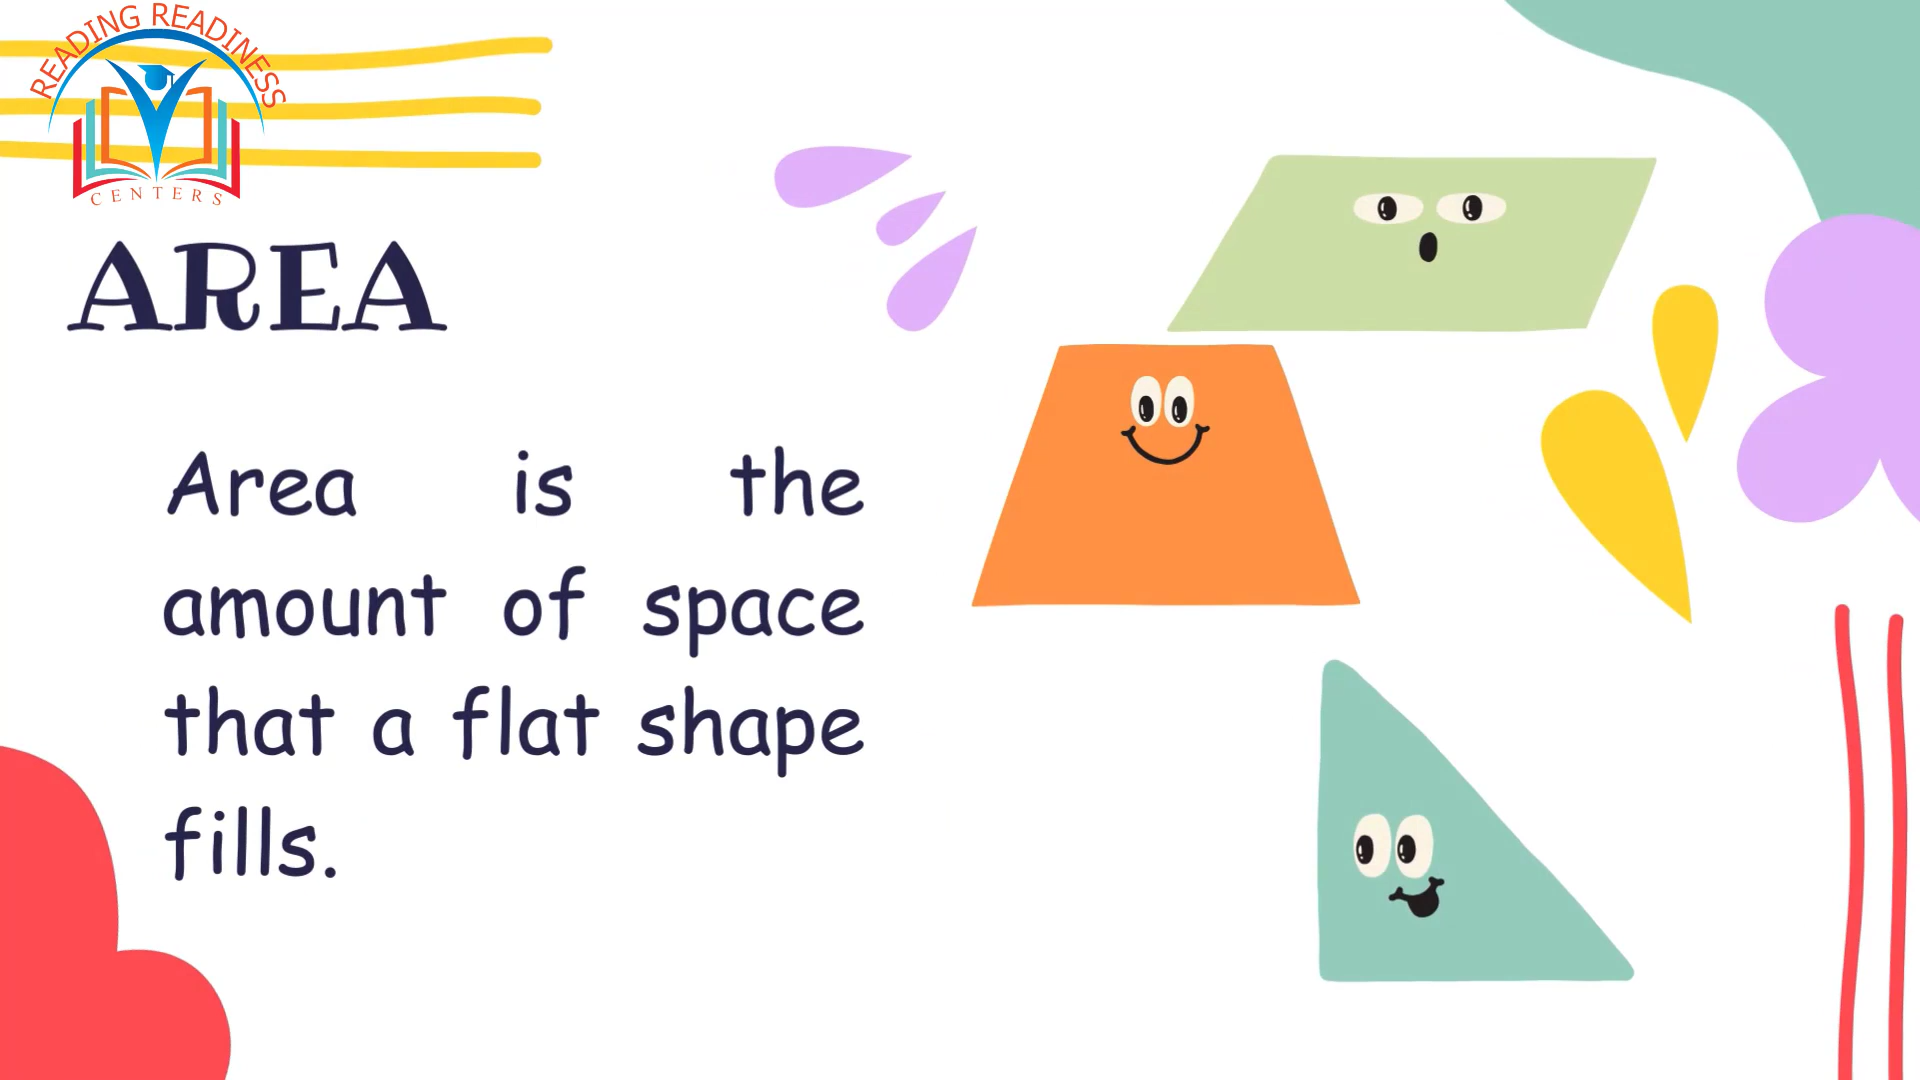 READING READINESS
CENTERS
AREA
Area is the
amount of space
that a flat shape
fills.